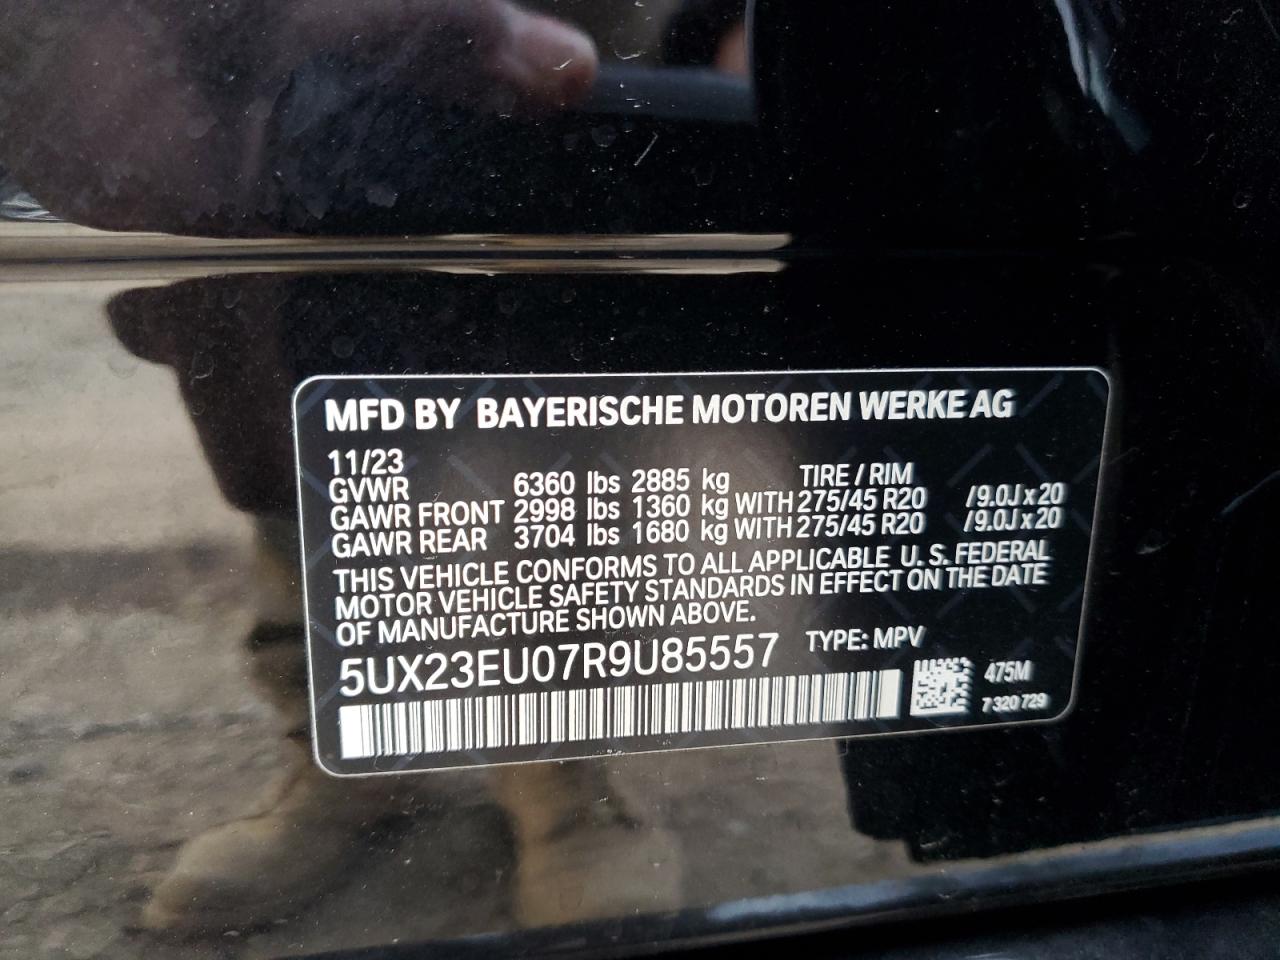 MFD BY BAYERISCHE MOTOREN WERKE AG
11/23
TIRE / RIM
GVWR 6360 lbs 2885 kg
GAWR FRONT 2998 lbs 1360 kg WITH 275/45 R20 /9.0J x 20
GAWR REAR 3704 lbs 1680 kg WITH 275/45 R20 /9.0J x 20
THIS VEHICLE CONFORMS TO ALL APPLICABLE U.S. FEDERAL
MOTOR VEHICLE SAFETY STANDARDS IN EFFECT ON THE DATE
OF MANUFACTURE SHOWN ABOVE.
5UX23EU07R9U85557 TYPE: MPV
475M
7 320 729